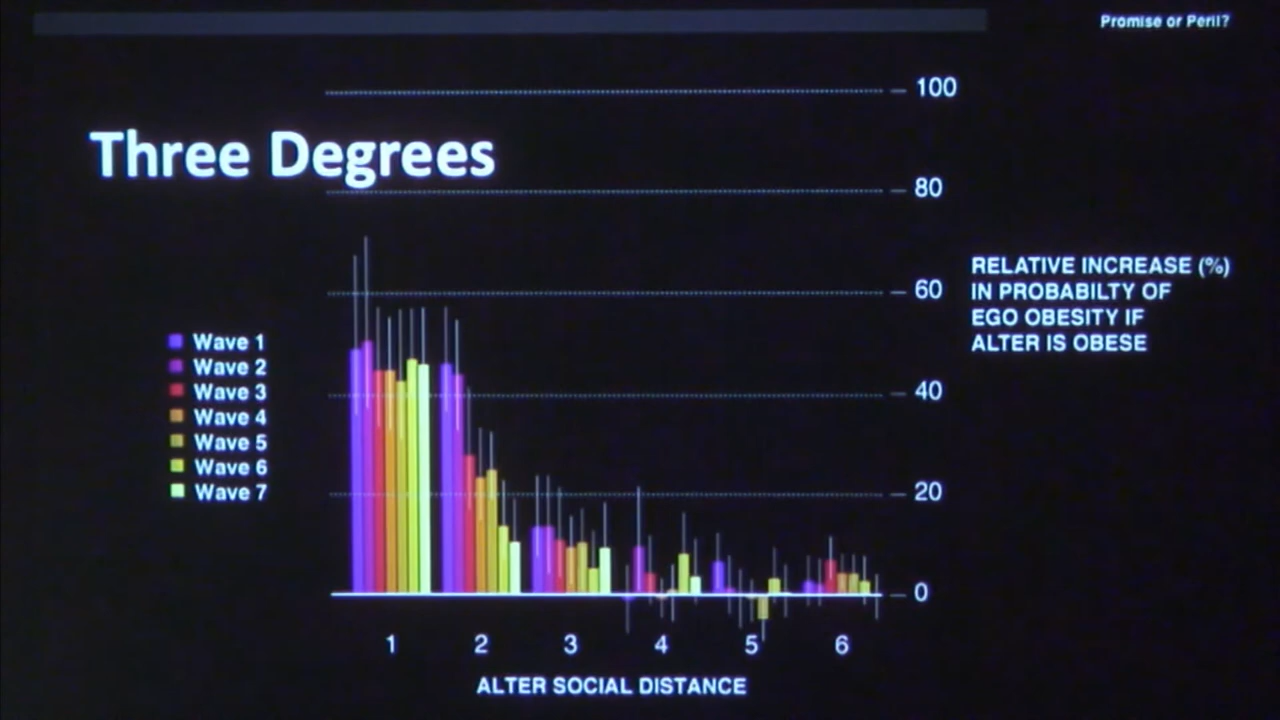 Promise or Peril?
Three Degrees
100
80
60
40
20
0
RELATIVE INCREASE (%)
IN PROBABILTY OF
EGO OBESITY IF
ALTER IS OBESE
Wave 1
Wave 2
Wave 3
Wave 4
Wave 5
Wave 6
Wave 7
1 2 3 4 5 6
ALTER SOCIAL DISTANCE